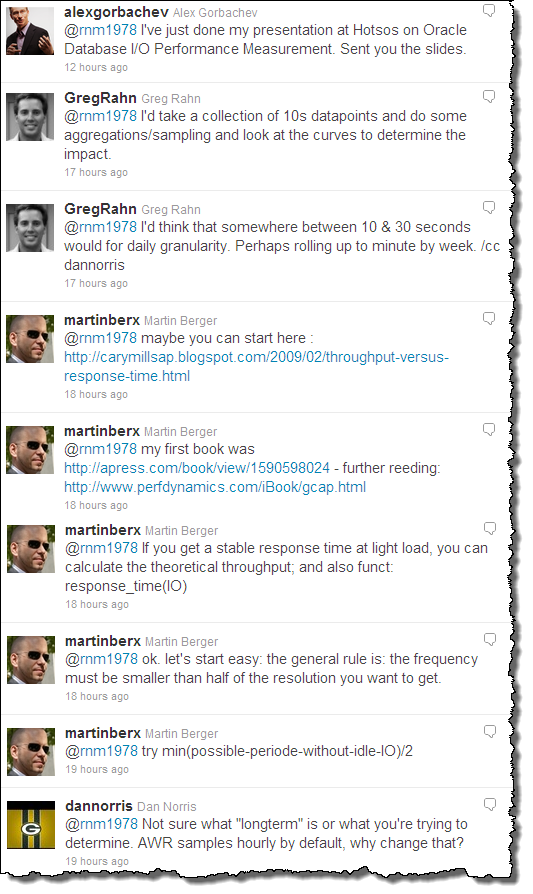 alexgorbachev Alex Gorbachev
@rnm1978 I've just done my presentation at Hotsos on Oracle
Database I/O Performance Measurement. Sent you the slides.
12 hours ago
GregRahn Greg Rahn
@rnm1978 I'd take a collection of 10s datapoints and do some
aggregations/sampling and look at the curves to determine the
impact.
17 hours ago
GregRahn Greg Rahn
@rnm1978 I'd think that somewhere between 10 & 30 seconds
would for daily granularity. Perhaps rolling up to minute by week. /cc
dannorris
17 hours ago
martinberx Martin Berger
@rnm1978 maybe you can start here :
http://carymillsap.blogspot.com/2009/02/throughput-versus-
response-time.html
18 hours ago
martinberx Martin Berger
@rnm1978 my first book was
http://apress.com/book/view/1590598024 - further reeding:
http://www.perfdynamics.com/iBook/gcap.html
18 hours ago
martinberx Martin Berger
@rnm1978 If you get a stable response time at light load, you can
calculate the theoretical throughput; and also funct:
response_time(IO)
18 hours ago
martinberx Martin Berger
@rnm1978 ok. let's start easy: the general rule is: the frequency
must be smaller than half of the resolution you want to get.
18 hours ago
martinberx Martin Berger
@rnm1978 try min(possible-periode-without-idle-IO)/2
19 hours ago
G
dannorris Dan Norris
@rnm1978 Not sure what "longterm" is or what you're trying to
determine. AWR samples hourly by default, why change that?
19 hours ago